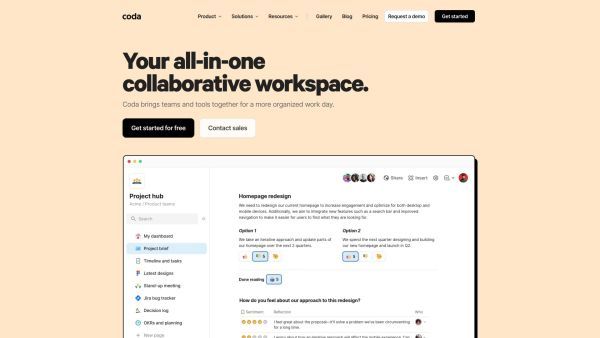 coda
Product Solutions Resources Gallery Blog Pricing Request a demo Get started
Your all-in-one
collaborative workspace.
Coda brings teams and tools together for a more organized work day.
Get started for free Contact sales
Share Insert
Project hub
Acme / Product teams
Search
My dashboard
Project brief
Timeline and tasks
Latest designs
Stand-up meeting
Jira bug tracker
Decision log
OKRs and planning
New page
Homepage redesign
We need to redesign our current homepage to increase engagement and optimize for both desktop and
mobile devices. Additionally, we aim to integrate new features such as a search bar and improved
navigation to make it easier for users to find what they are looking for.
Option 1
We take an iterative approach and update parts of
our homepage over the next 3 quarters.
5
Option 2
We spend the next quarter designing and building
our new homepage and launch in Q2.
5
Done reading 5
How do you feel about our approach to this redesign?
Sentiment Reflection Who
I feel great about the proposal—it'll solve a problem we've been circumventing
for a long time.